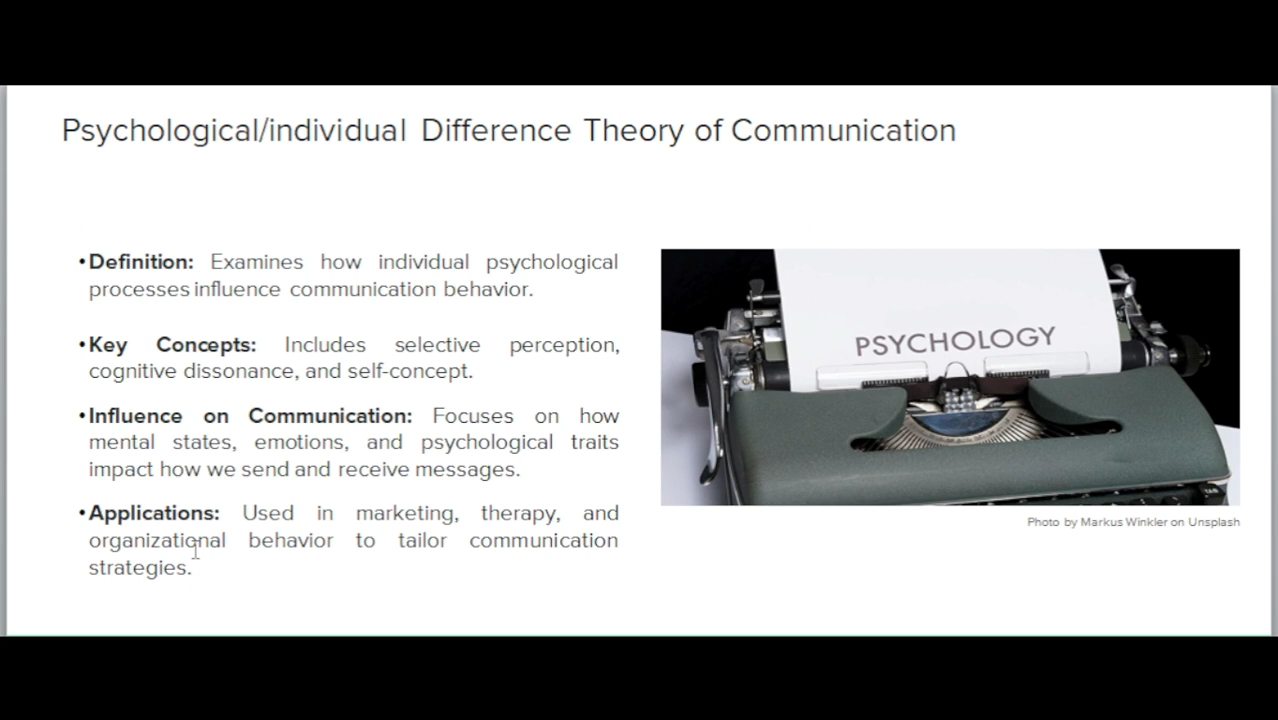 Psychological/individual Difference Theory of Communication
•Definition: Examines how individual psychological
processes influence communication behavior.
•Key Concepts: Includes selective perception,
cognitive dissonance, and self-concept.
•Influence on Communication: Focuses on how
mental states, emotions, and psychological traits
impact how we send and receive messages.
•Applications: Used in marketing, therapy, and
organizational behavior to tailor communication
strategies.
PSYCHOLOGY
TAB
Photo by Markus Winkler on Unsplash